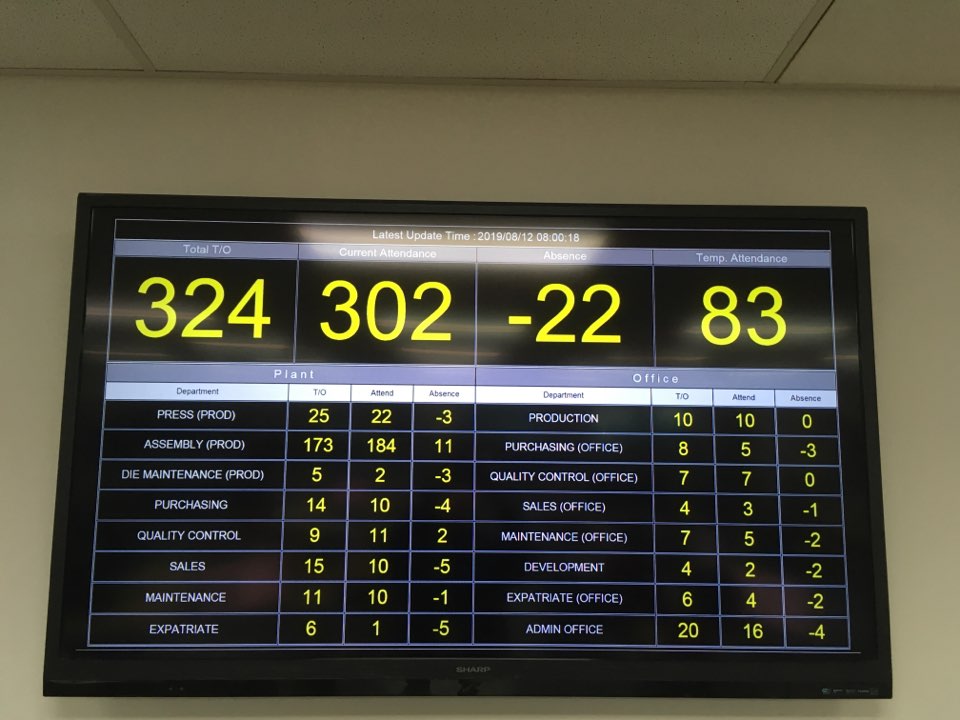 Latest Update Time : 2019/08/12 08:00:18
Total T/O Current Attendance Absence Temp. Attendance
324 302 -22 83
Plant Office
Department T/O Attend Absence Department T/O Attend Absence
PRESS (PROD) 25 22 -3 PRODUCTION 10 10 0
ASSEMBLY (PROD) 173 184 11 PURCHASING (OFFICE) 8 5 -3
DIE MAINTENANCE (PROD) 5 2 -3 QUALITY CONTROL (OFFICE) 7 7 0
PURCHASING 14 10 -4 SALES (OFFICE) 4 3 -1
QUALITY CONTROL 9 11 2 MAINTENANCE (OFFICE) 7 5 -2
SALES 15 10 -5 DEVELOPMENT 4 2 -2
MAINTENANCE 11 10 -1 EXPATRIATE (OFFICE) 6 4 -2
EXPATRIATE 6 1 -5 ADMIN OFFICE 20 16 -4
SHARP